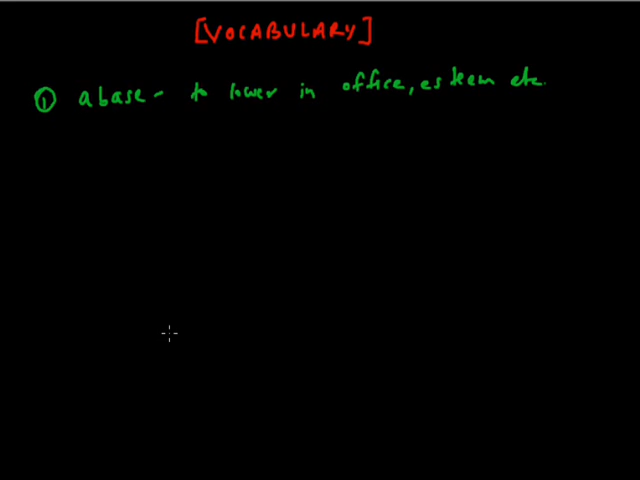 [VOCABULARY]
① abase - to lower in office, esteem etc.